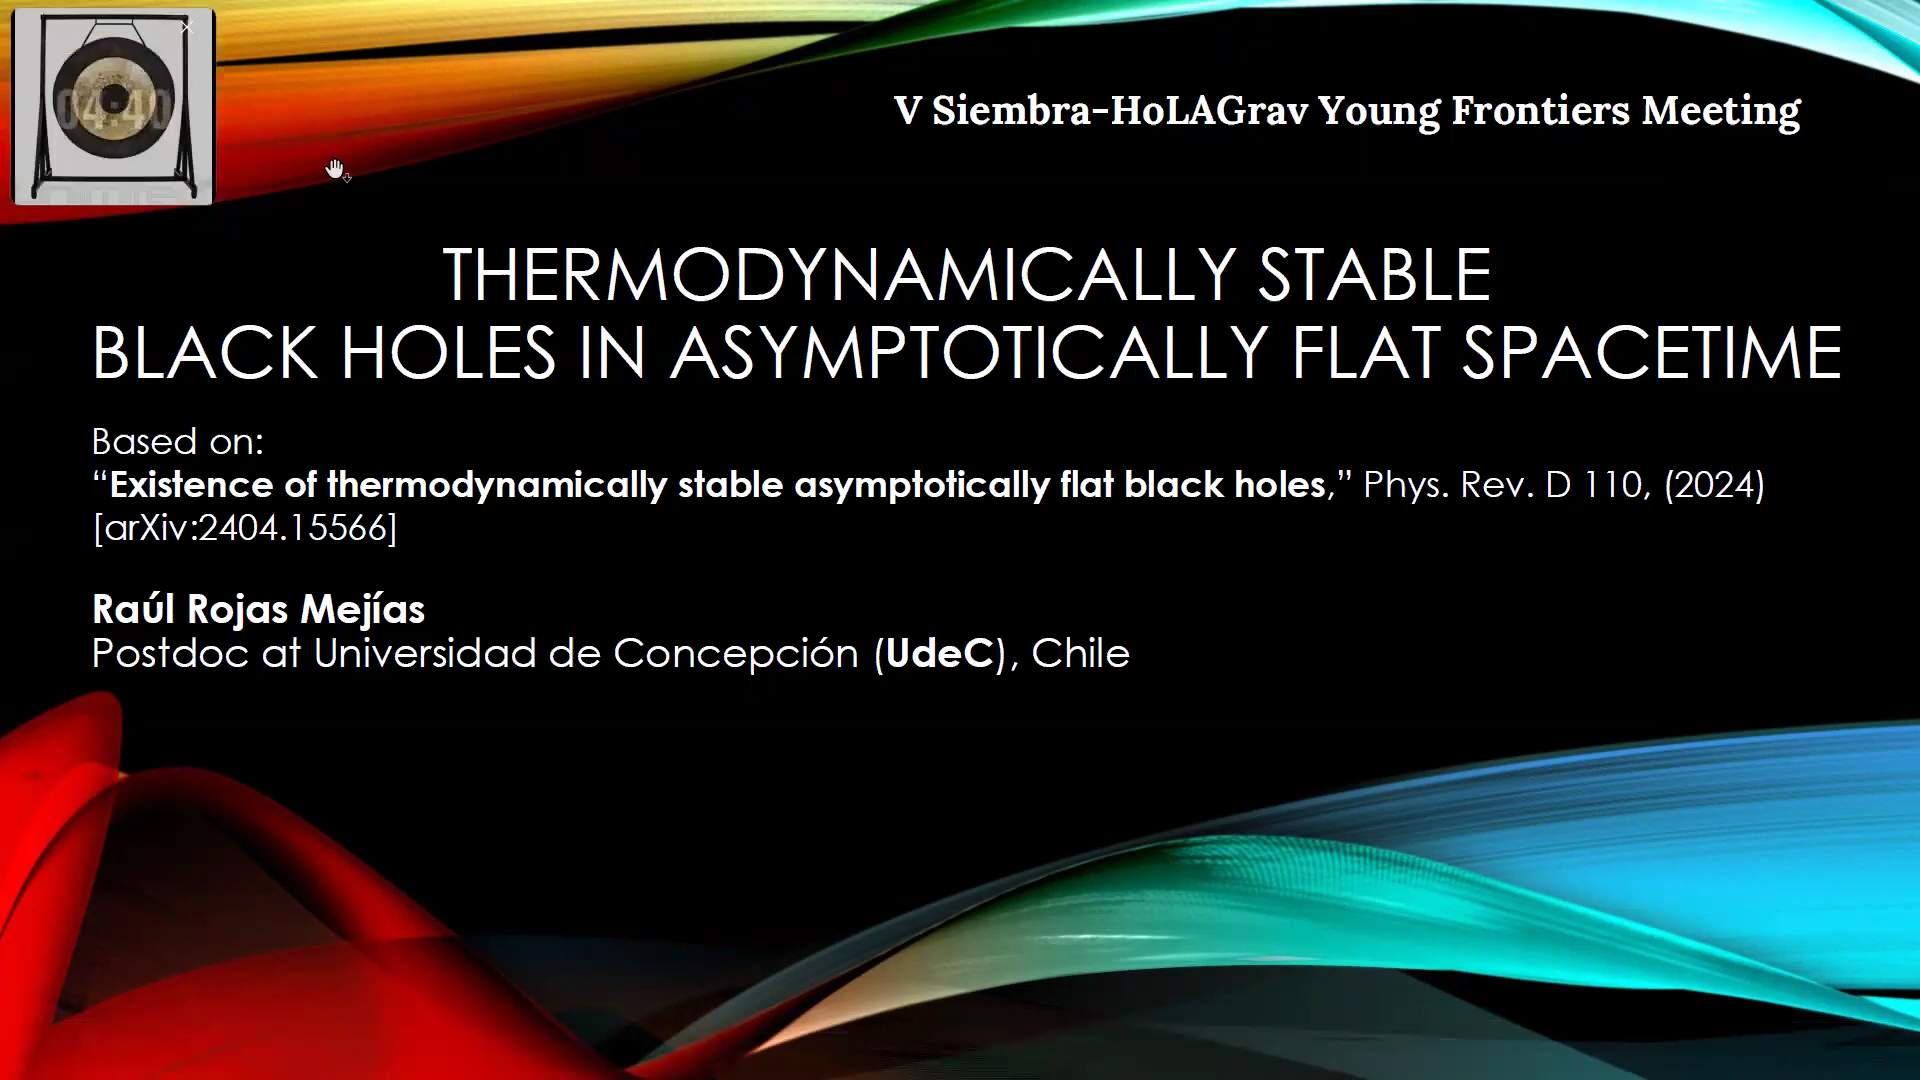 04:40
V Siembra-HoLAGrav Young Frontiers Meeting
THERMODYNAMICALLY STABLE
BLACK HOLES IN ASYMPTOTICALLY FLAT SPACETIME
Based on:
“Existence of thermodynamically stable asymptotically flat black holes,” Phys. Rev. D 110, (2024)
[arXiv:2404.15566]
Raúl Rojas Mejías
Postdoc at Universidad de Concepción (UdeC), Chile